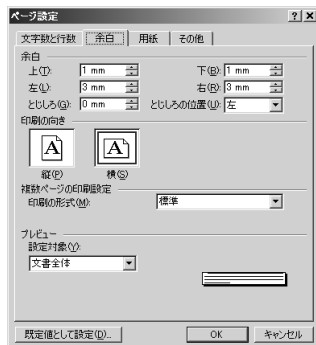 ページ設定
文字数と行数 余白 用紙 その他
余白
上(T): 1 mm 下(B): 1 mm
左(L): 3 mm 右(R): 3 mm
とじしろ(G): 0 mm とじしろの位置(U): 左
印刷の向き
A A
縦(P) 横(S)
複数ページの印刷設定
印刷の形式(M): 標準
プレビュー
設定対象(Y):
文書全体
既定値として設定(D)... OK キャンセル